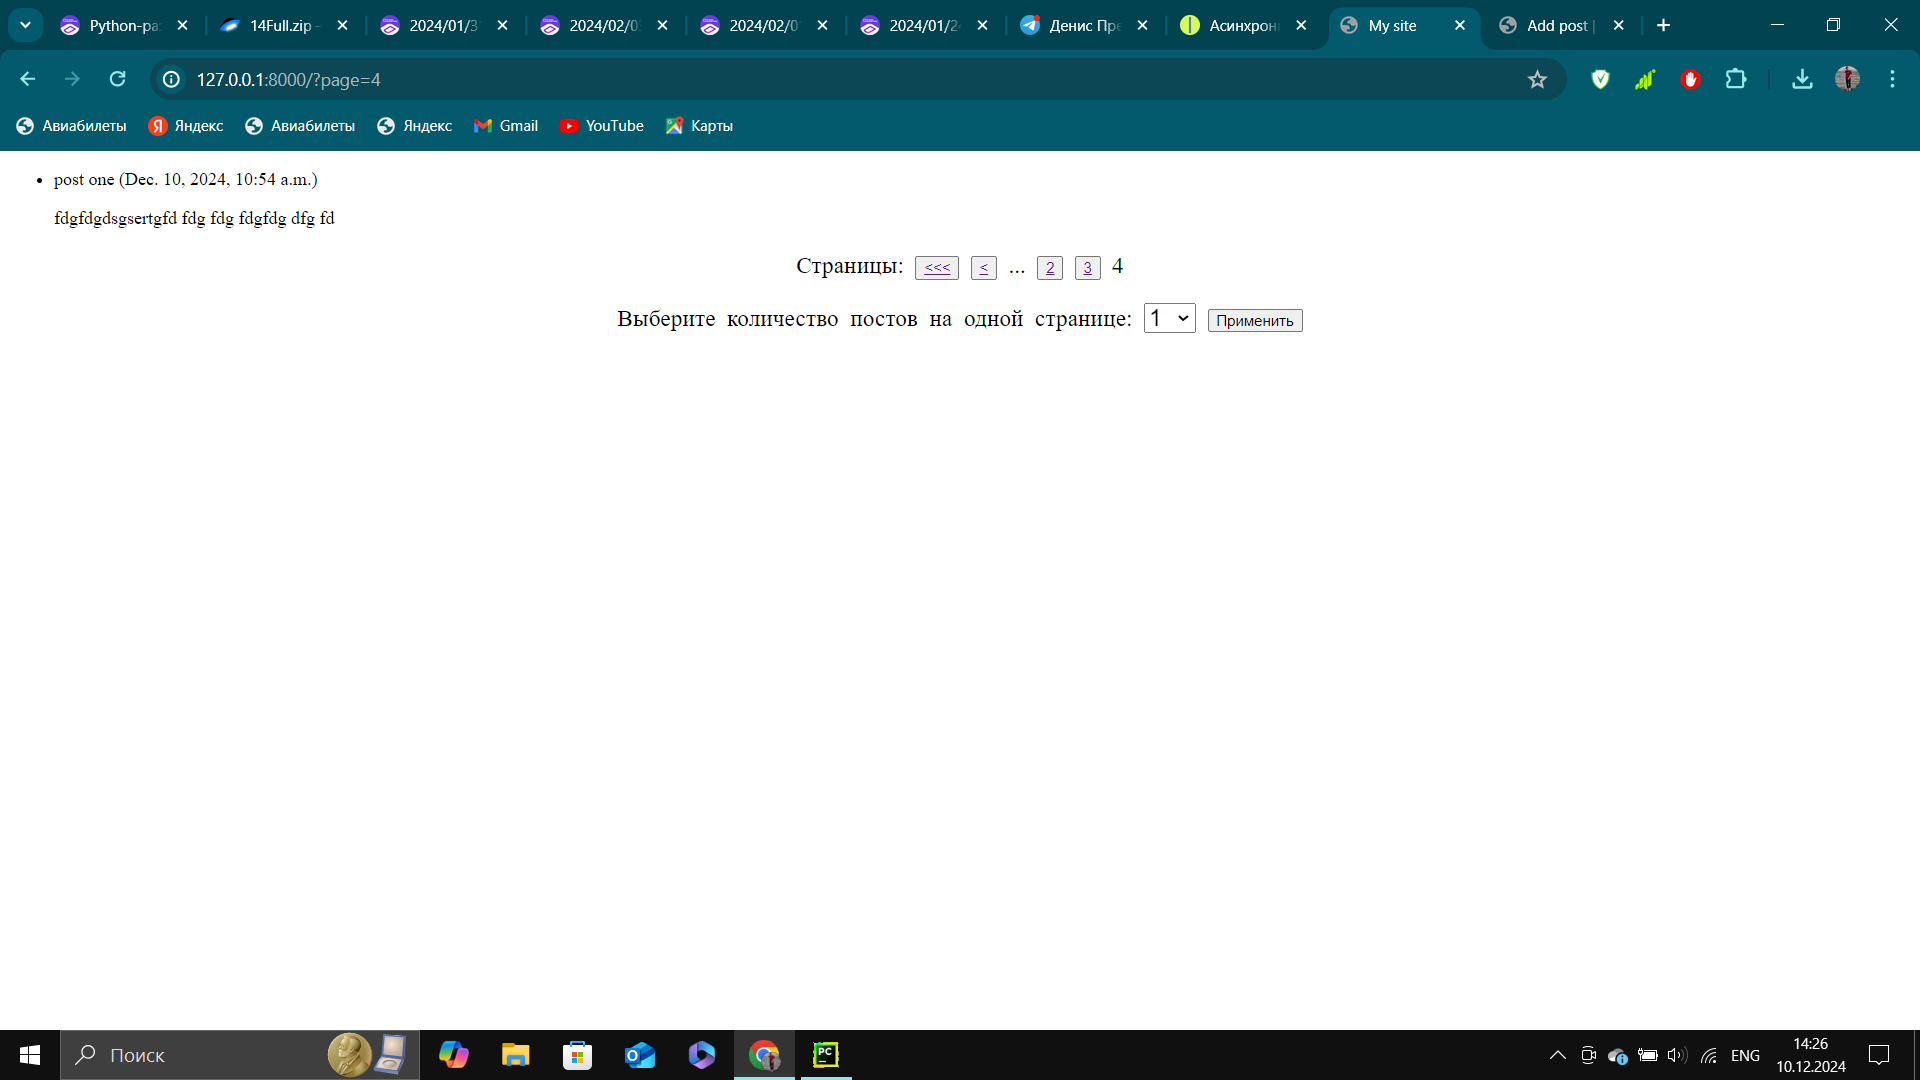 Python-pa
14Full.zip -
2024/01/3
2024/02/0
2024/02/0
2024/01/2
Денис Пре
Асинхрон
My site
Add post |
127.0.0.1:8000/?page=4
Авиабилеты
Яндекс
Авиабилеты
Яндекс
Gmail
YouTube
Карты
post one (Dec. 10, 2024, 10:54 a.m.)
fdgfdgdsgsertgfd fdg fdg fdgfdg dfg fd
Страницы: <<< < ... 2 3 4
Выберите количество постов на одной странице: 1 Применить
Поиск
PC
ENG
14:26
10.12.2024